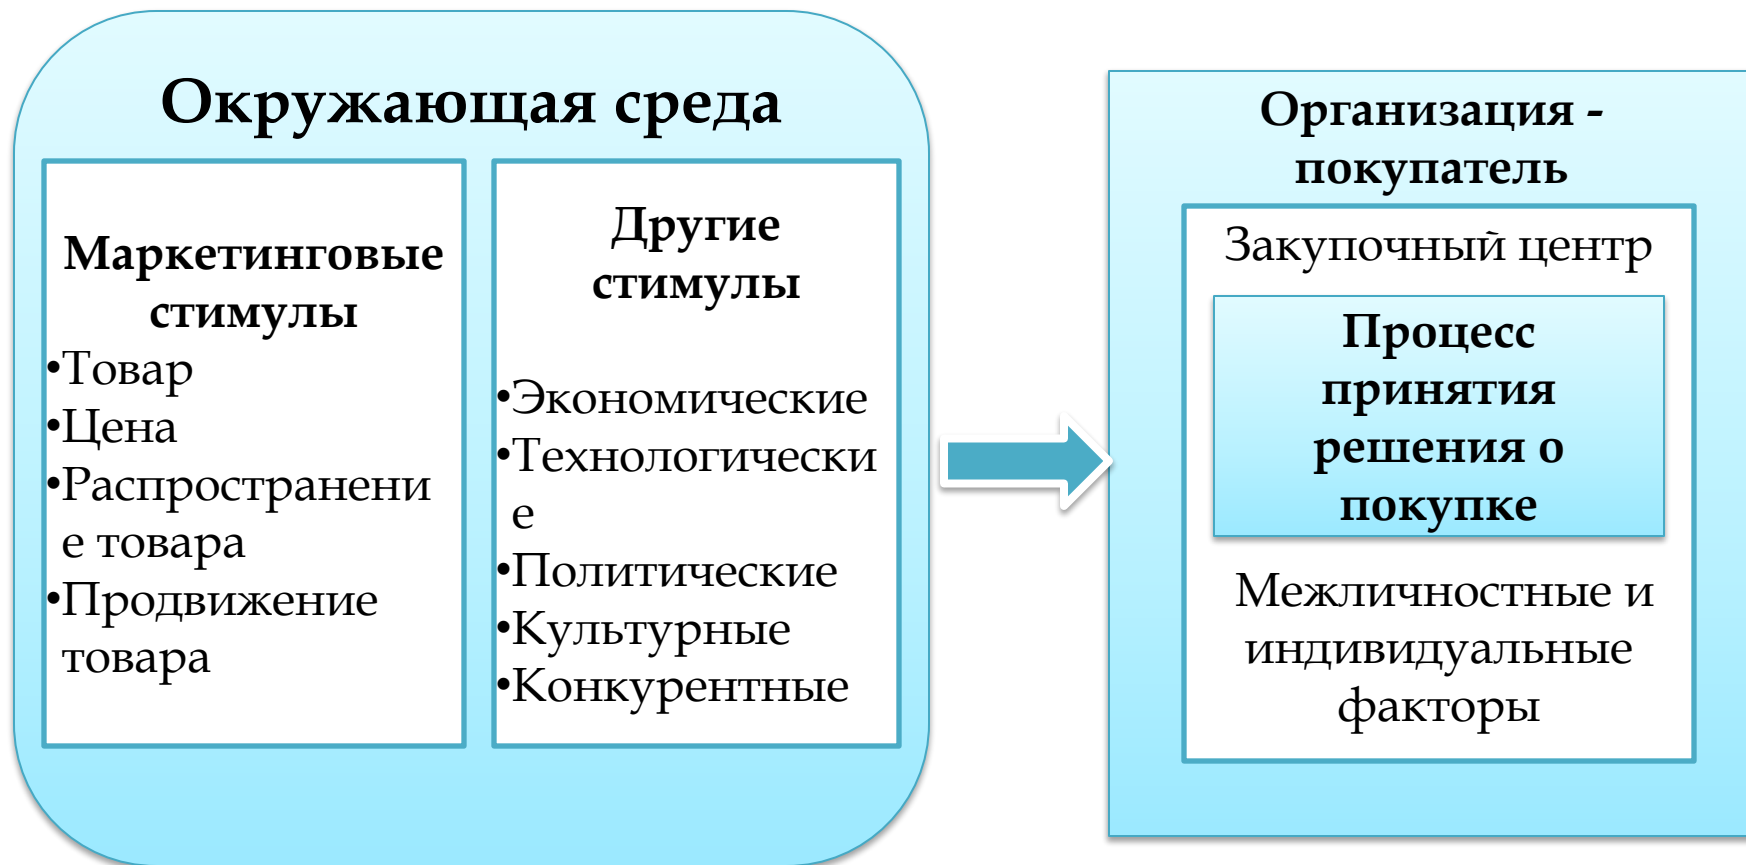 Окружающая среда
Маркетинговые
стимулы
•Товар
•Цена
•Распространени
е товара
•Продвижение
товара
Другие
стимулы
•Экономические
•Технологически
е
•Политические
•Культурные
•Конкурентные
Организация -
покупатель
Закупочный центр
Процесс
принятия
решения о
покупке
Межличностные и
индивидуальные
факторы